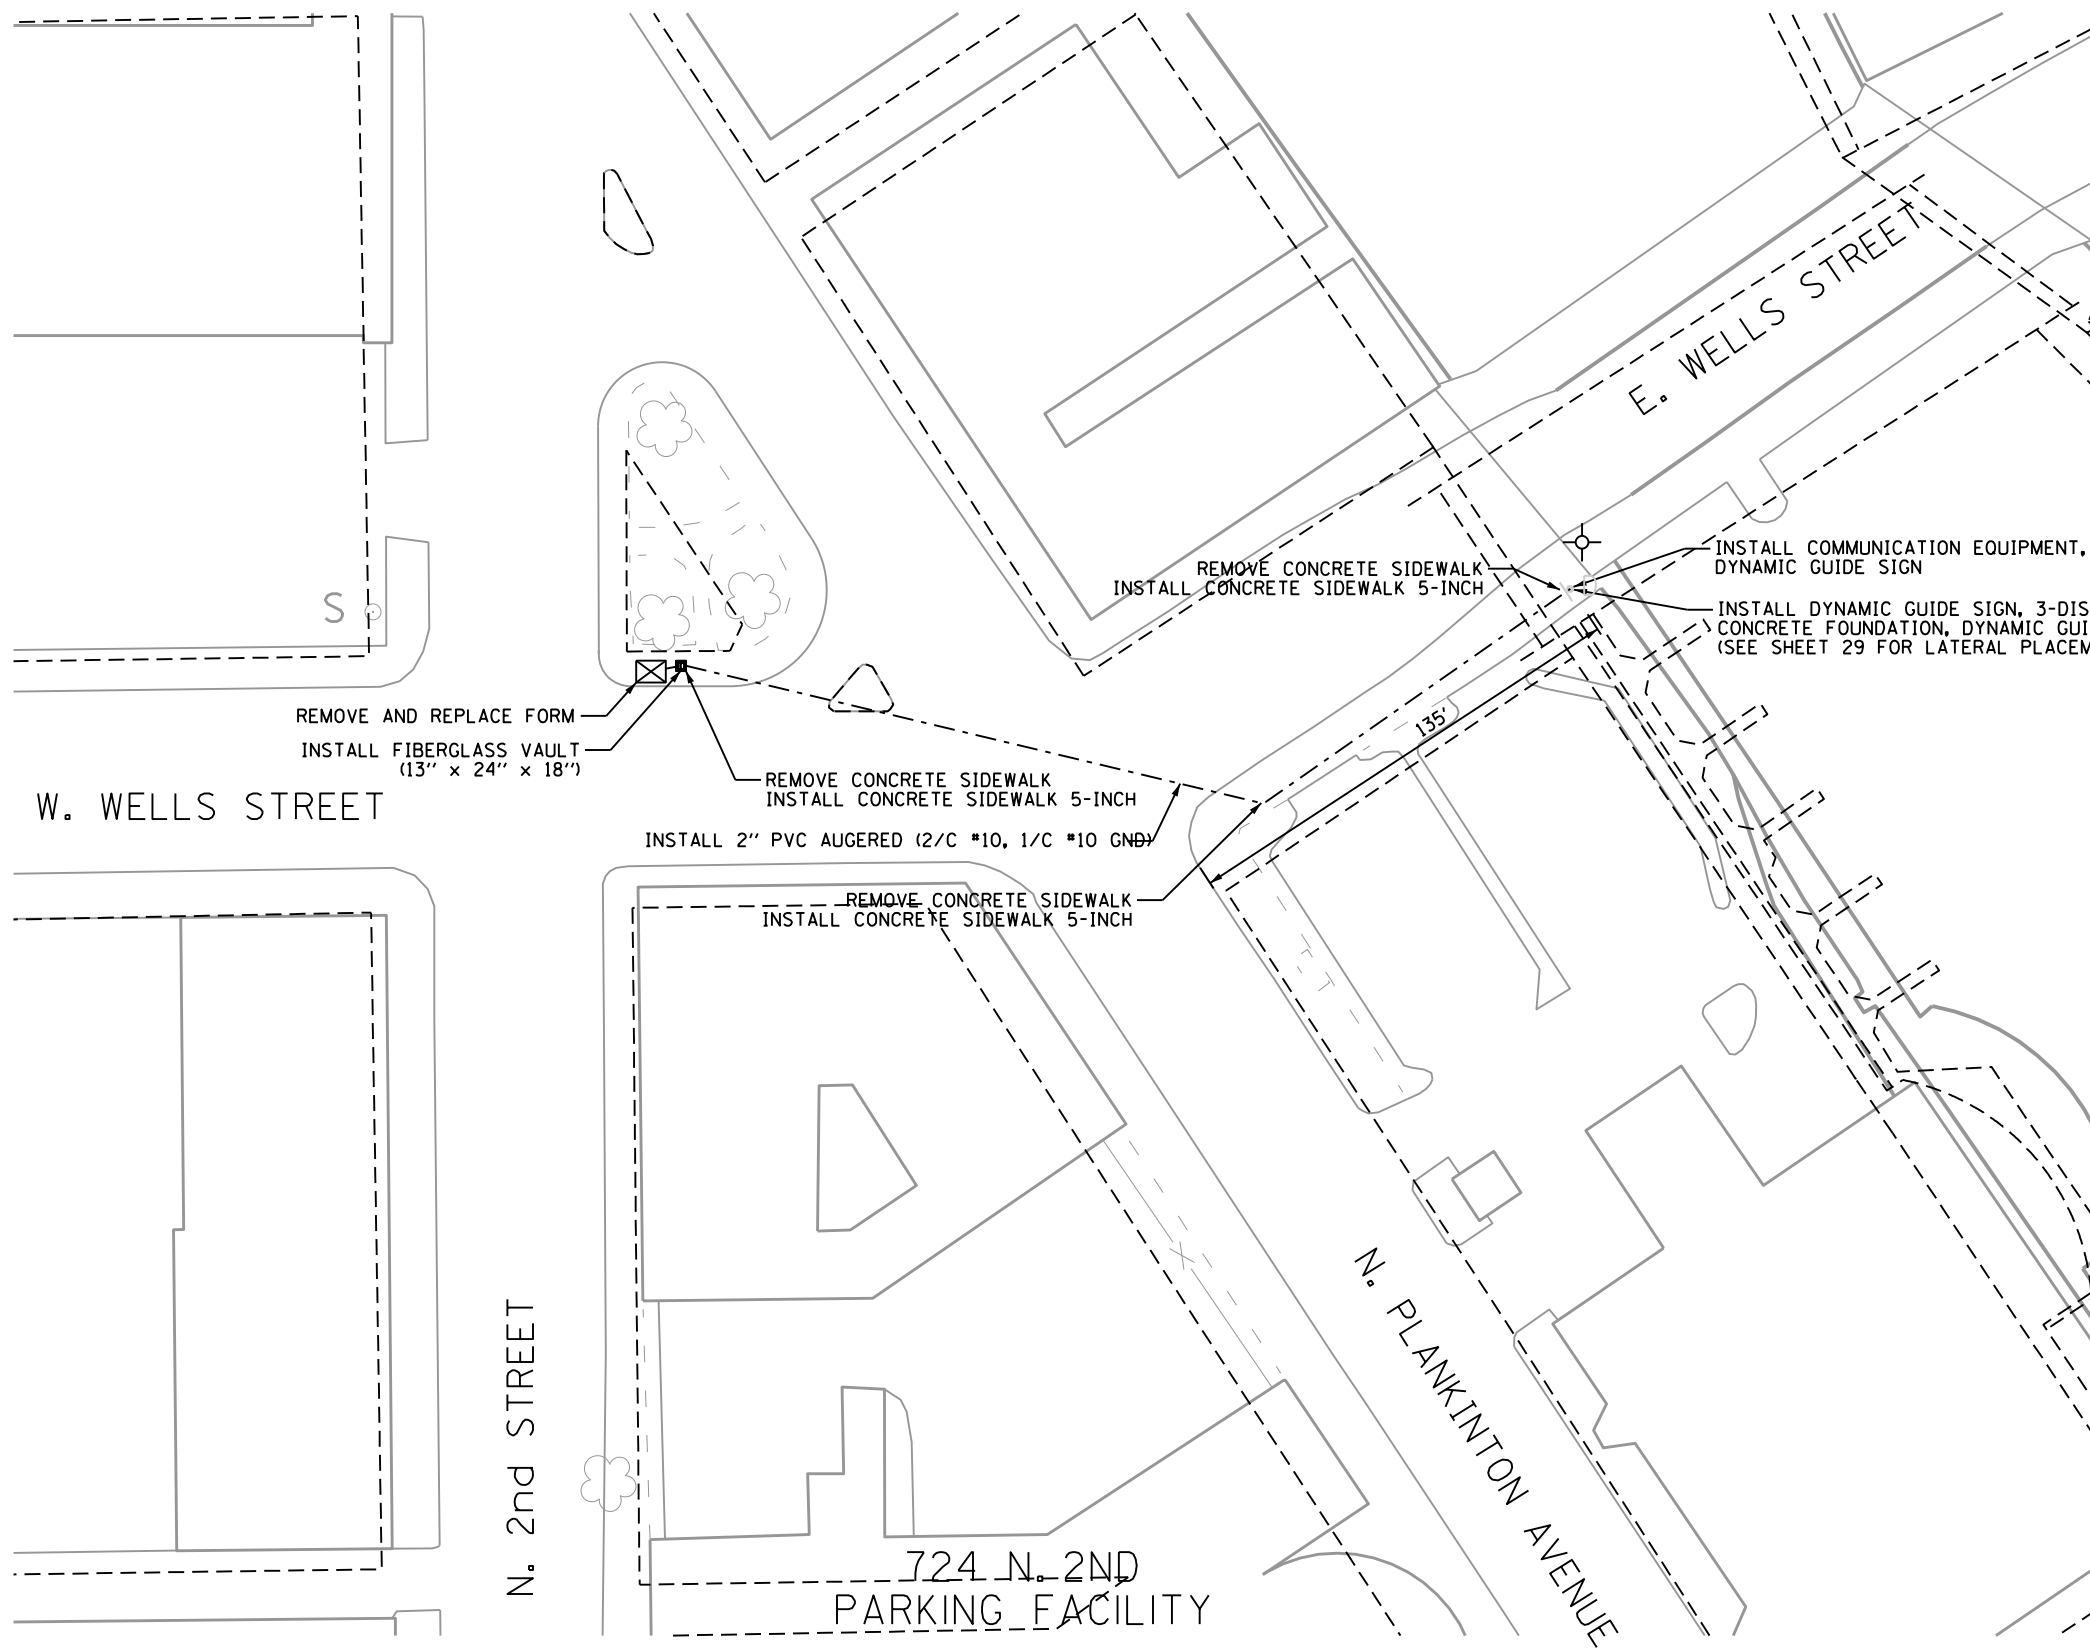 E. WELLS STREET
INSTALL COMMUNICATION EQUIPMENT,
DYNAMIC GUIDE SIGN
REMOVE CONCRETE SIDEWALK
INSTALL CONCRETE SIDEWALK 5-INCH
INSTALL DYNAMIC GUIDE SIGN, 3-DIS
CONCRETE FOUNDATION, DYNAMIC GUI
(SEE SHEET 29 FOR LATERAL PLACEM
S
135'
REMOVE AND REPLACE FORM
INSTALL FIBERGLASS VAULT
(13" x 24" x 18")
REMOVE CONCRETE SIDEWALK
INSTALL CONCRETE SIDEWALK 5-INCH
W. WELLS STREET
INSTALL 2" PVC AUGERED (2/C #10, 1/C #10 GND)
REMOVE CONCRETE SIDEWALK
INSTALL CONCRETE SIDEWALK 5-INCH
N. 2nd STREET
N. PLANKINTON AVENUE
724 N. 2ND
PARKING FACILITY